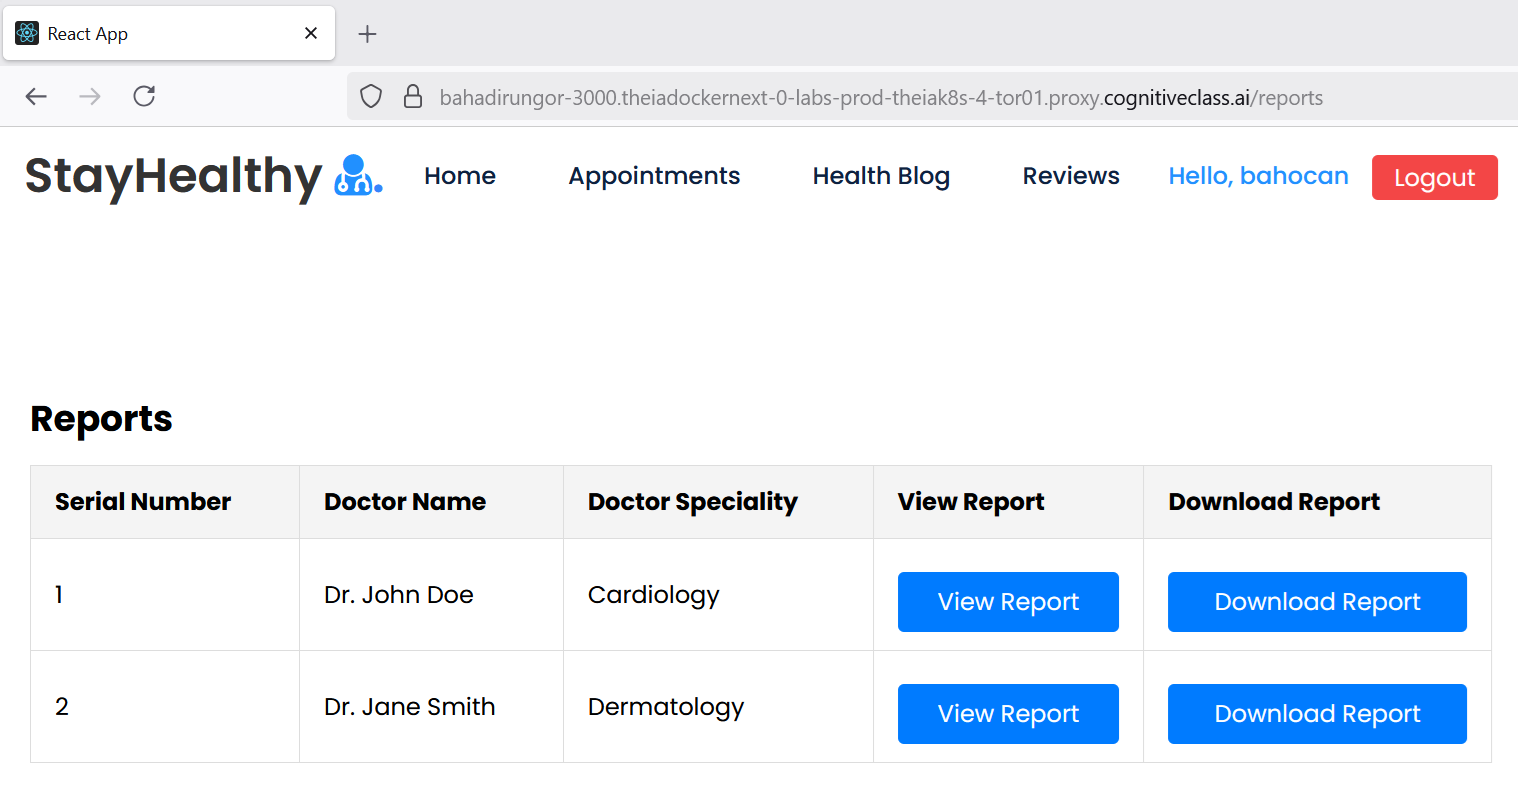 React App
bahadirungor-3000.theiadockernext-0-labs-prod-theiak8s-4-tor01.proxy.cognitiveclass.ai/reports
StayHealthy Home Appointments Health Blog Reviews Hello, bahocan Logout
Reports
Serial Number Doctor Name Doctor Speciality View Report Download Report
1 Dr. John Doe Cardiology View Report Download Report
2 Dr. Jane Smith Dermatology View Report Download Report